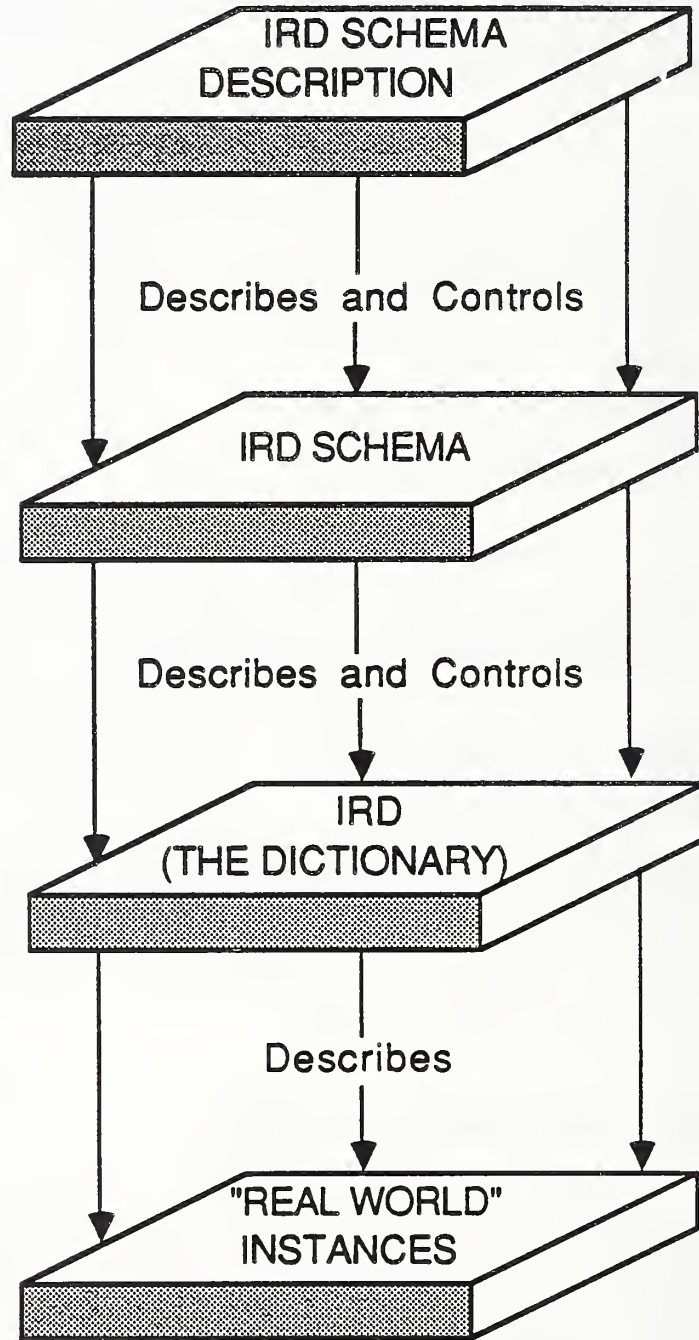 IRD SCHEMA
DESCRIPTION
Describes and Controls
IRD SCHEMA
Describes and Controls
IRD
(THE DICTIONARY)
Describes
"REAL WORLD"
INSTANCES